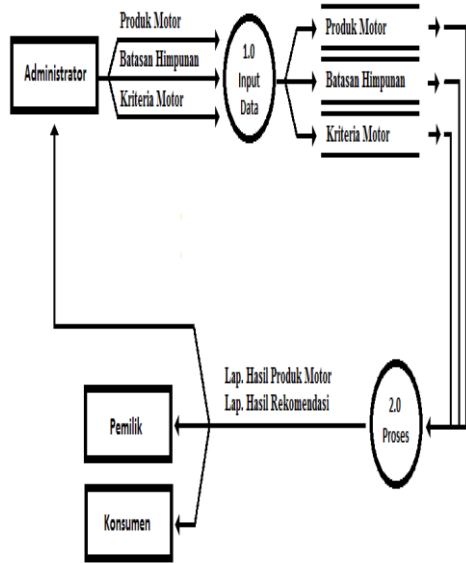 Produk Motor
Batasan Himpunan
Kriteria Motor
Administrator
1.0
Input
Data
Produk Motor
Batasan Himpunan
Kriteria Motor
Lap. Hasil Produk Motor
Lap. Hasil Rekomendasi
2.0
Proses
Pemilik
Konsumen